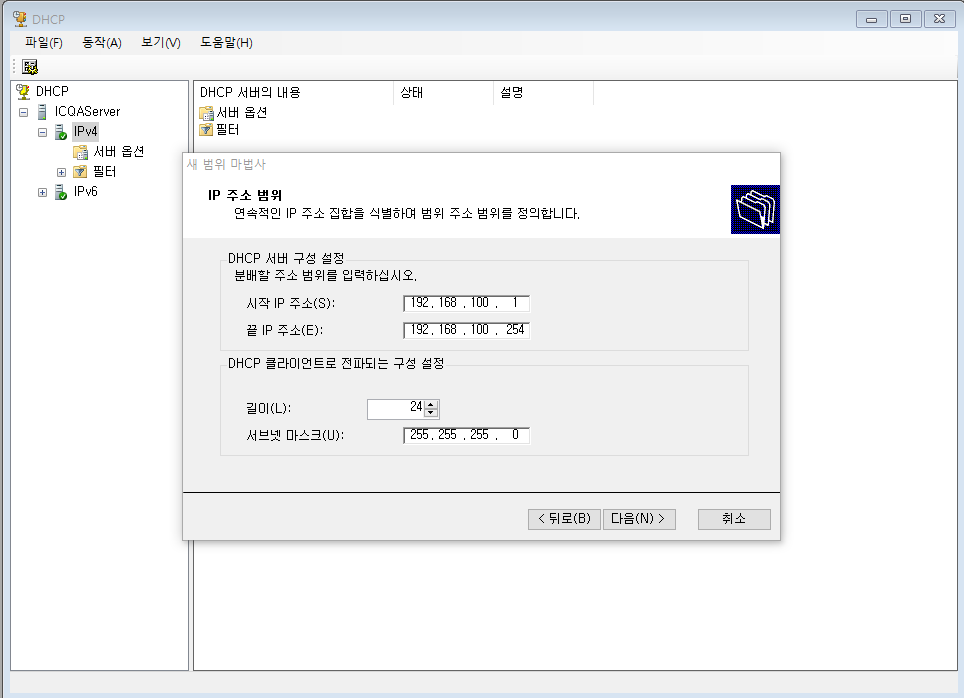 DHCP
파일(F) 동작(A) 보기(V) 도움말(H)
DHCP
ICQAServer
IPv4
서버 옵션
필터
IPv6
DHCP 서버의 내용 상태 설명
서버 옵션
필터
새 범위 마법사
IP 주소 범위
연속적인 IP 주소 집합을 식별하여 범위 주소 범위를 정의합니다.
DHCP 서버 구성 설정
분배할 주소 범위를 입력하십시오.
시작 IP 주소(S): 192 . 168 . 100 . 1
끝 IP 주소(E): 192 . 168 . 100 . 254
DHCP 클라이언트로 전파되는 구성 설정
길이(L): 24
서브넷 마스크(U): 255 . 255 . 255 . 0
< 뒤로(B) 다음(N) > 취소